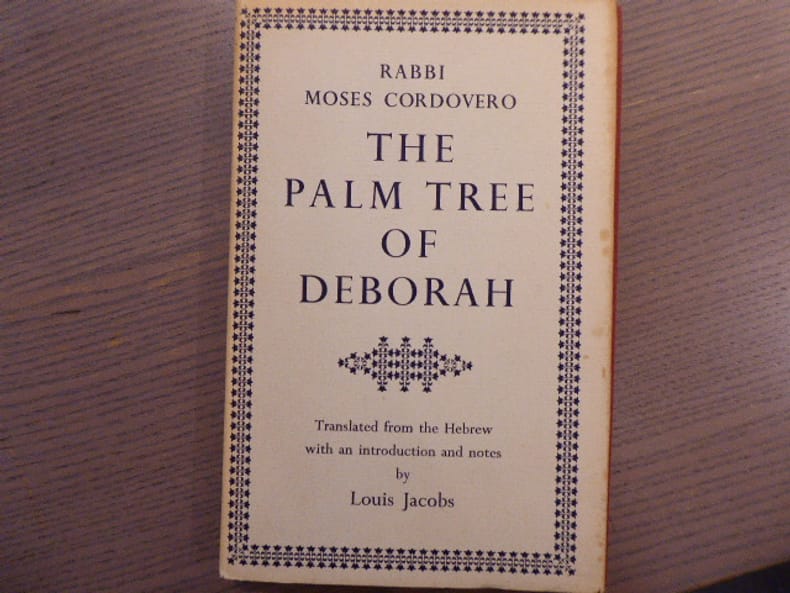 RABBI
MOSES CORDOVERO
THE
PALM TREE
OF
DEBORAH
Translated from the Hebrew
with an introduction and notes
by
Louis Jacobs